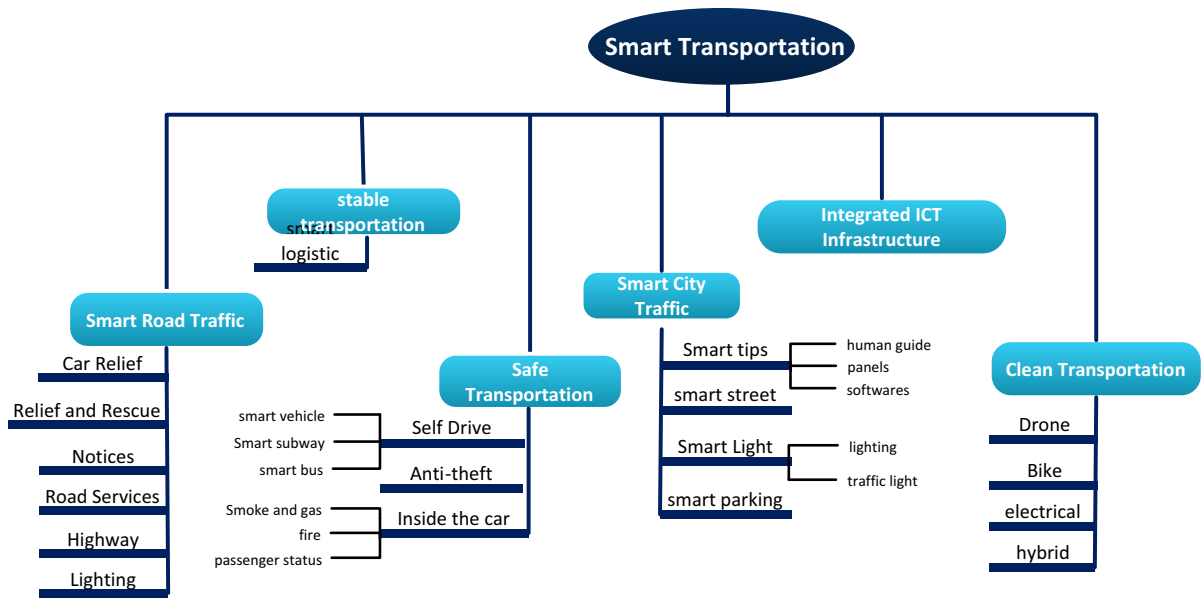 Smart Transportation
stable
transportation
smart
logistic
Integrated ICT
Infrastructure
Smart Road Traffic
Car Relief
Relief and Rescue
Notices
Road Services
Highway
Lighting
Safe
Transportation
Self Drive
smart vehicle
Smart subway
smart bus
Anti-theft
Inside the car
Smoke and gas
fire
passenger status
Smart City
Traffic
Smart tips
human guide
panels
softwares
smart street
Smart Light
lighting
traffic light
smart parking
Clean Transportation
Drone
Bike
electrical
hybrid